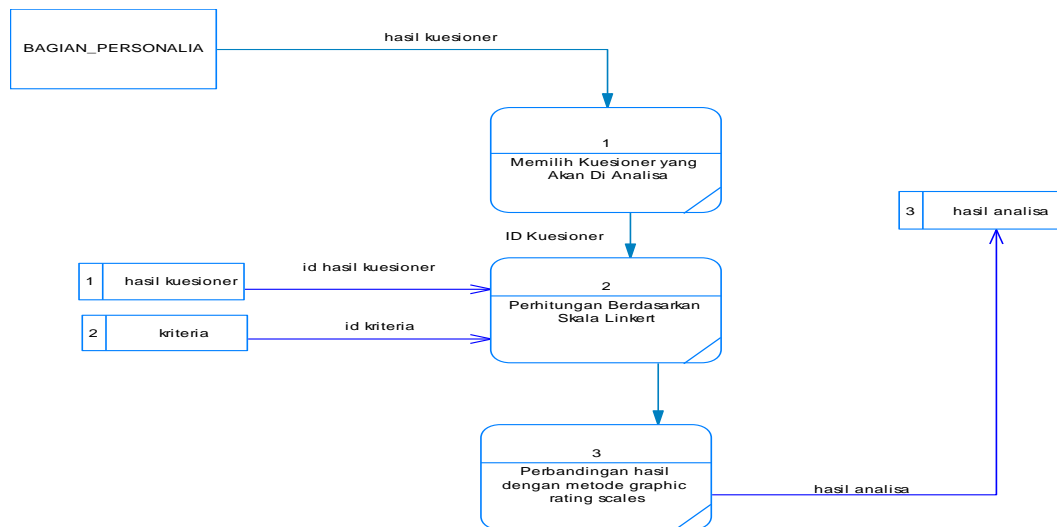 BAGIAN_PERSONALIA
hasil kuesioner
1
Memilih Kuesioner yang
Akan Di Analisa
3
hasil analisa
ID Kuesioner
1
hasil kuesioner
id hasil kuesioner
2
Perhitungan Berdasarkan
Skala Linkert
2
kriteria
id kriteria
3
Perbandingan hasil
dengan metode graphic
rating scales
hasil analisa